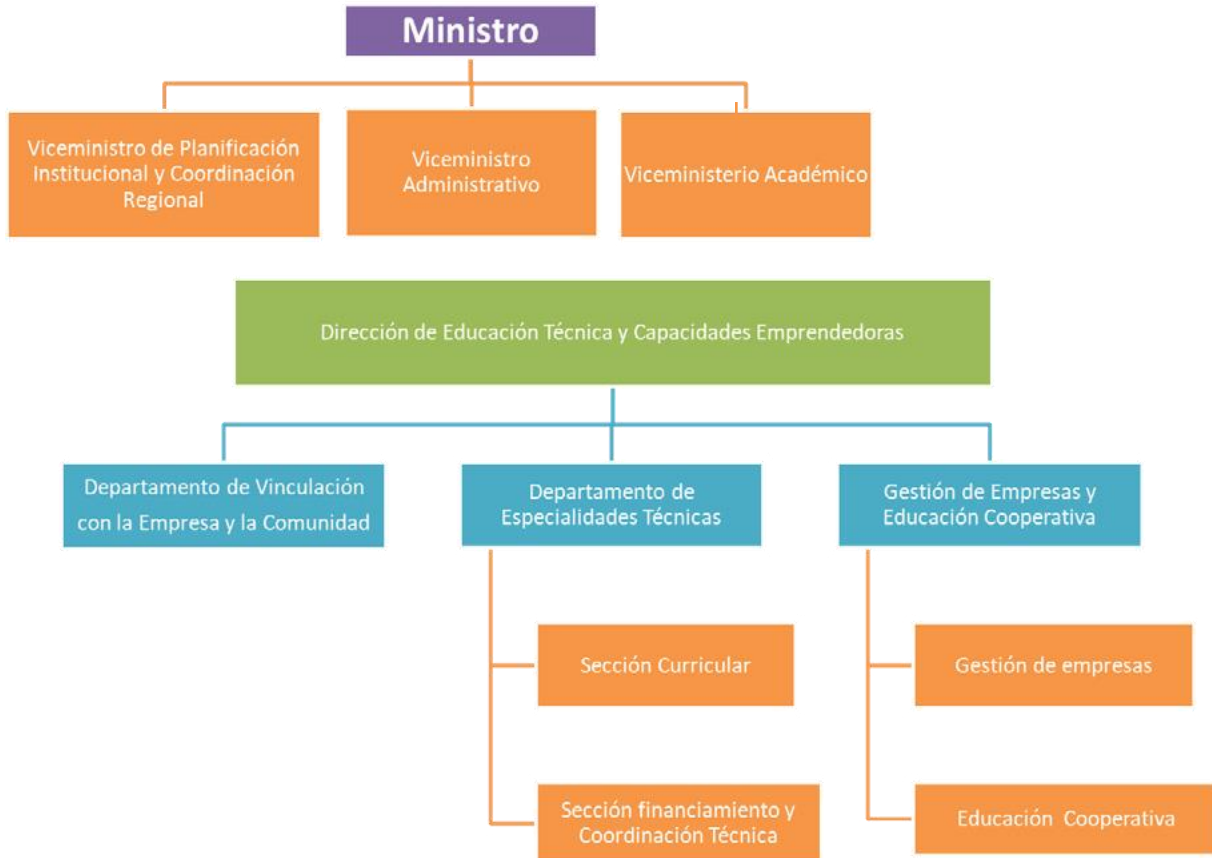 Ministro
Viceministro de Planificación
Institucional y Coordinación
Regional
Viceministro
Administrativo
Viceministerio Académico
Dirección de Educación Técnica y Capacidades Emprendedoras
Departamento de Vinculación
con la Empresa y la Comunidad
Departamento de
Especialidades Técnicas
Gestión de Empresas y
Educación Cooperativa
Sección Curricular
Gestión de empresas
Sección financiamiento y
Coordinación Técnica
Educación Cooperativa